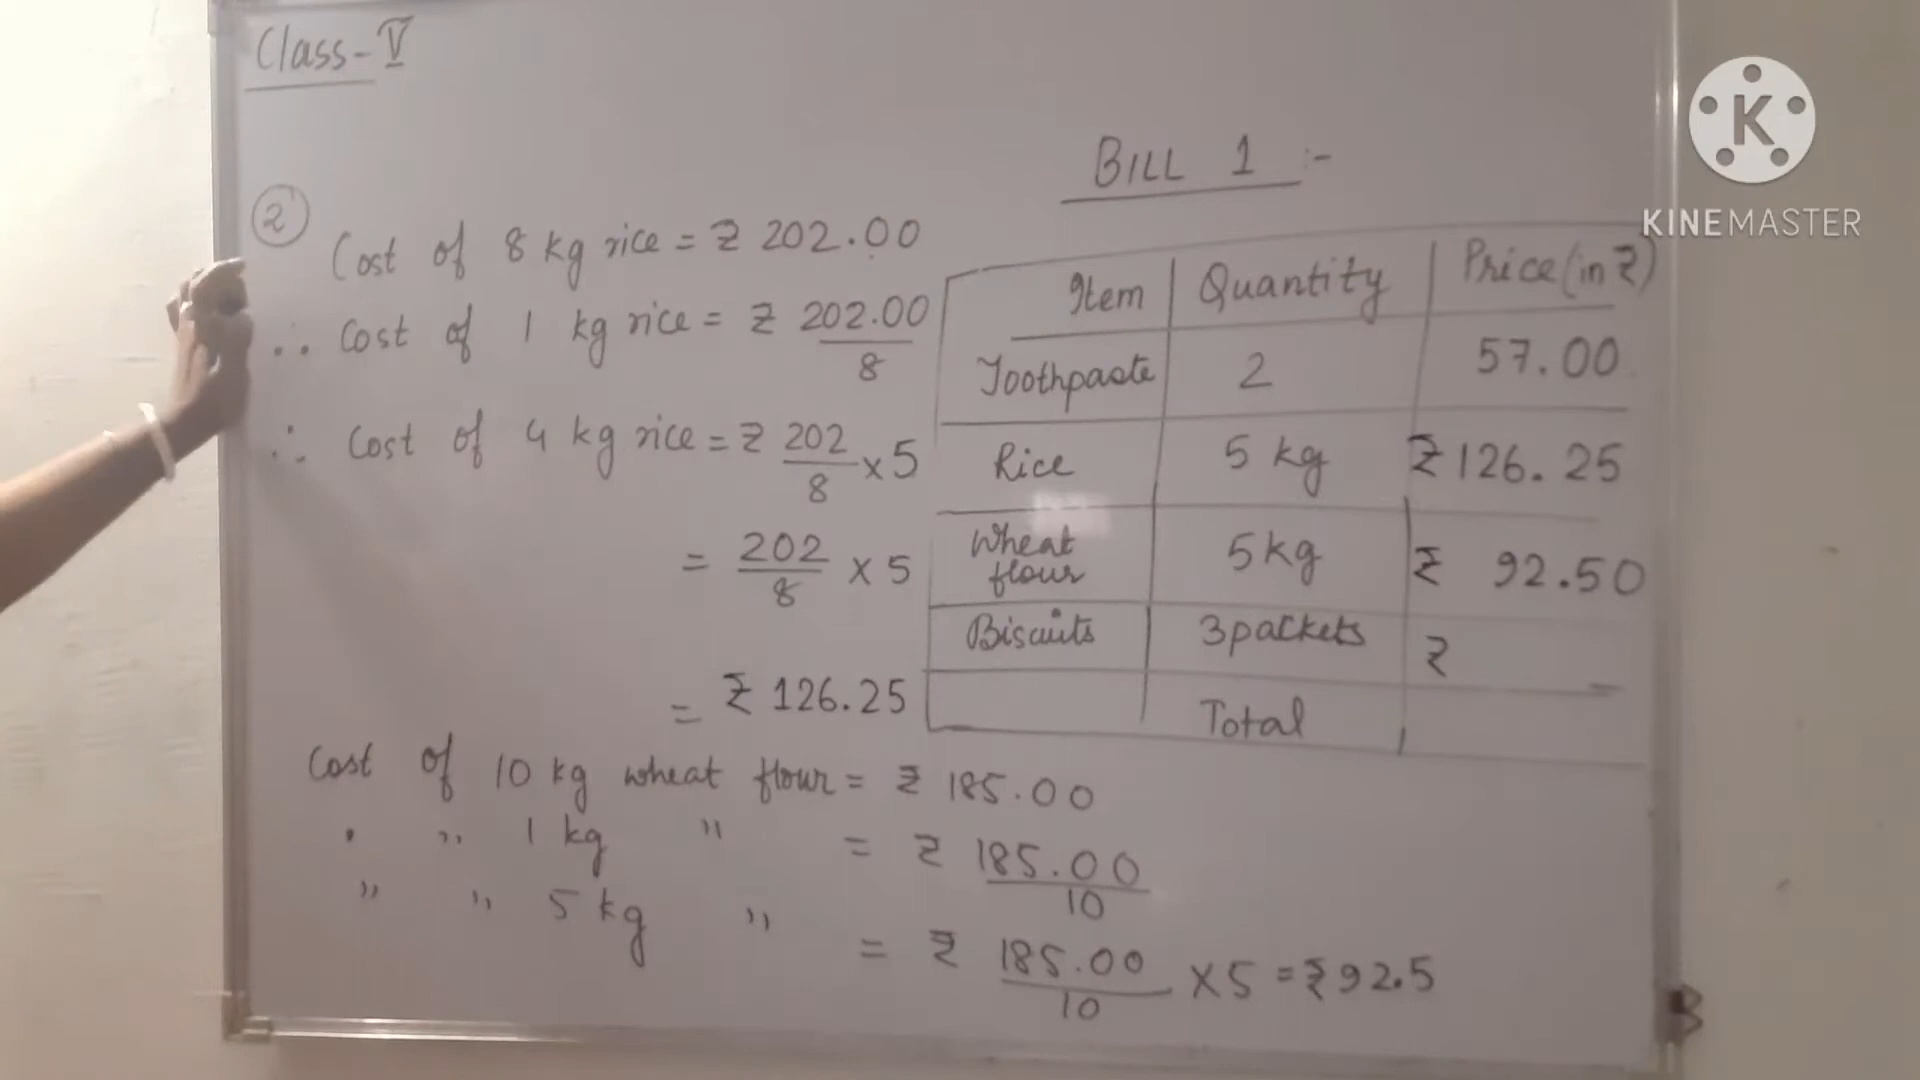 Class-V
BILL 1 :-
② Cost of 8 kg rice = ₹ 202.00
∴ Cost of 1 kg rice = ₹ 202.00/8
∴ Cost of 4 kg rice = ₹ 202/8 x 5
= 202/8 x 5
= ₹ 126.25
Item Quantity Price (in ₹)
Toothpaste 2 57.00
Rice 5 kg ₹ 126.25
Wheat flour 5 kg ₹ 92.50
Biscuits 3 packets ₹
Total
Cost of 10 kg wheat flour = ₹ 185.00
" " 1 kg " = ₹ 185.00/10
" " 5 kg " = ₹ 185.00/10 x 5 = ₹ 92.5
K
KINEMASTER